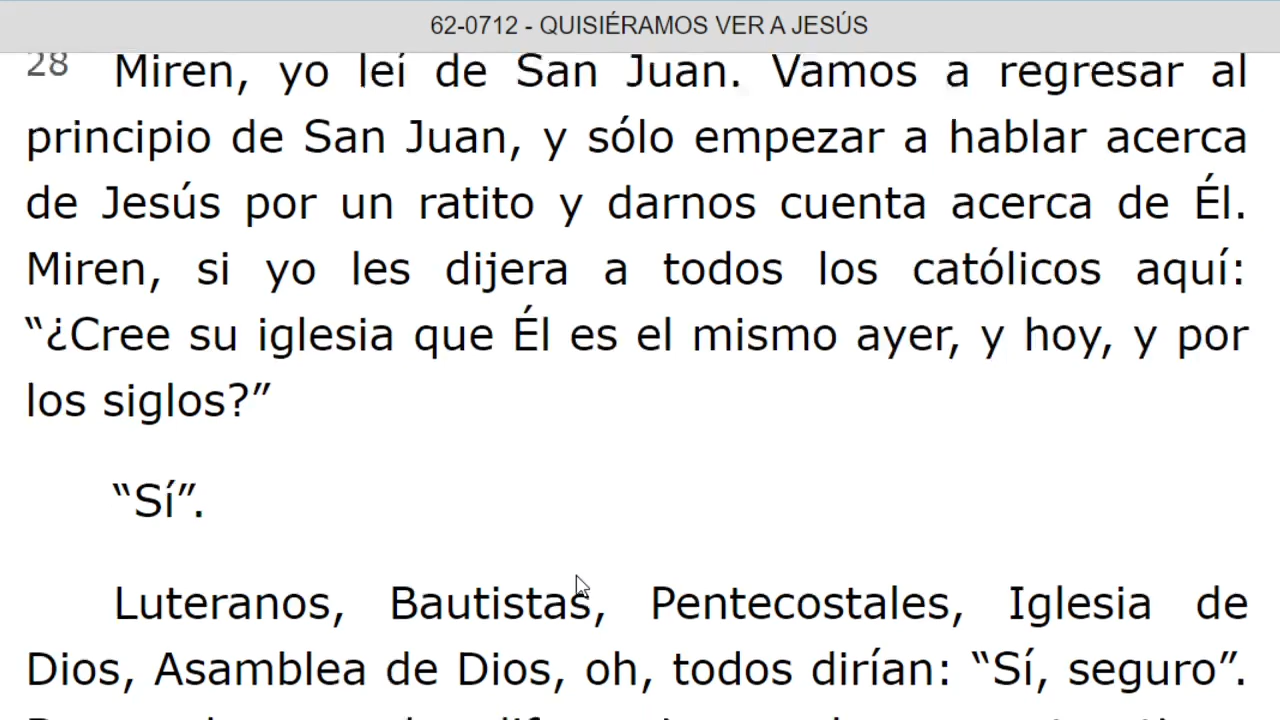 62-0712 - QUISIÉRAMOS VER A JESÚS
28 Miren, yo leí de San Juan. Vamos a regresar al
principio de San Juan, y sólo empezar a hablar acerca
de Jesús por un ratito y darnos cuenta acerca de Él.
Miren, si yo les dijera a todos los católicos aquí:
“¿Cree su iglesia que Él es el mismo ayer, y hoy, y por
los siglos?”
“Sí”.
Luteranos, Bautistas, Pentecostales, Iglesia de
Dios, Asamblea de Dios, oh, todos dirían: “Sí, seguro”.